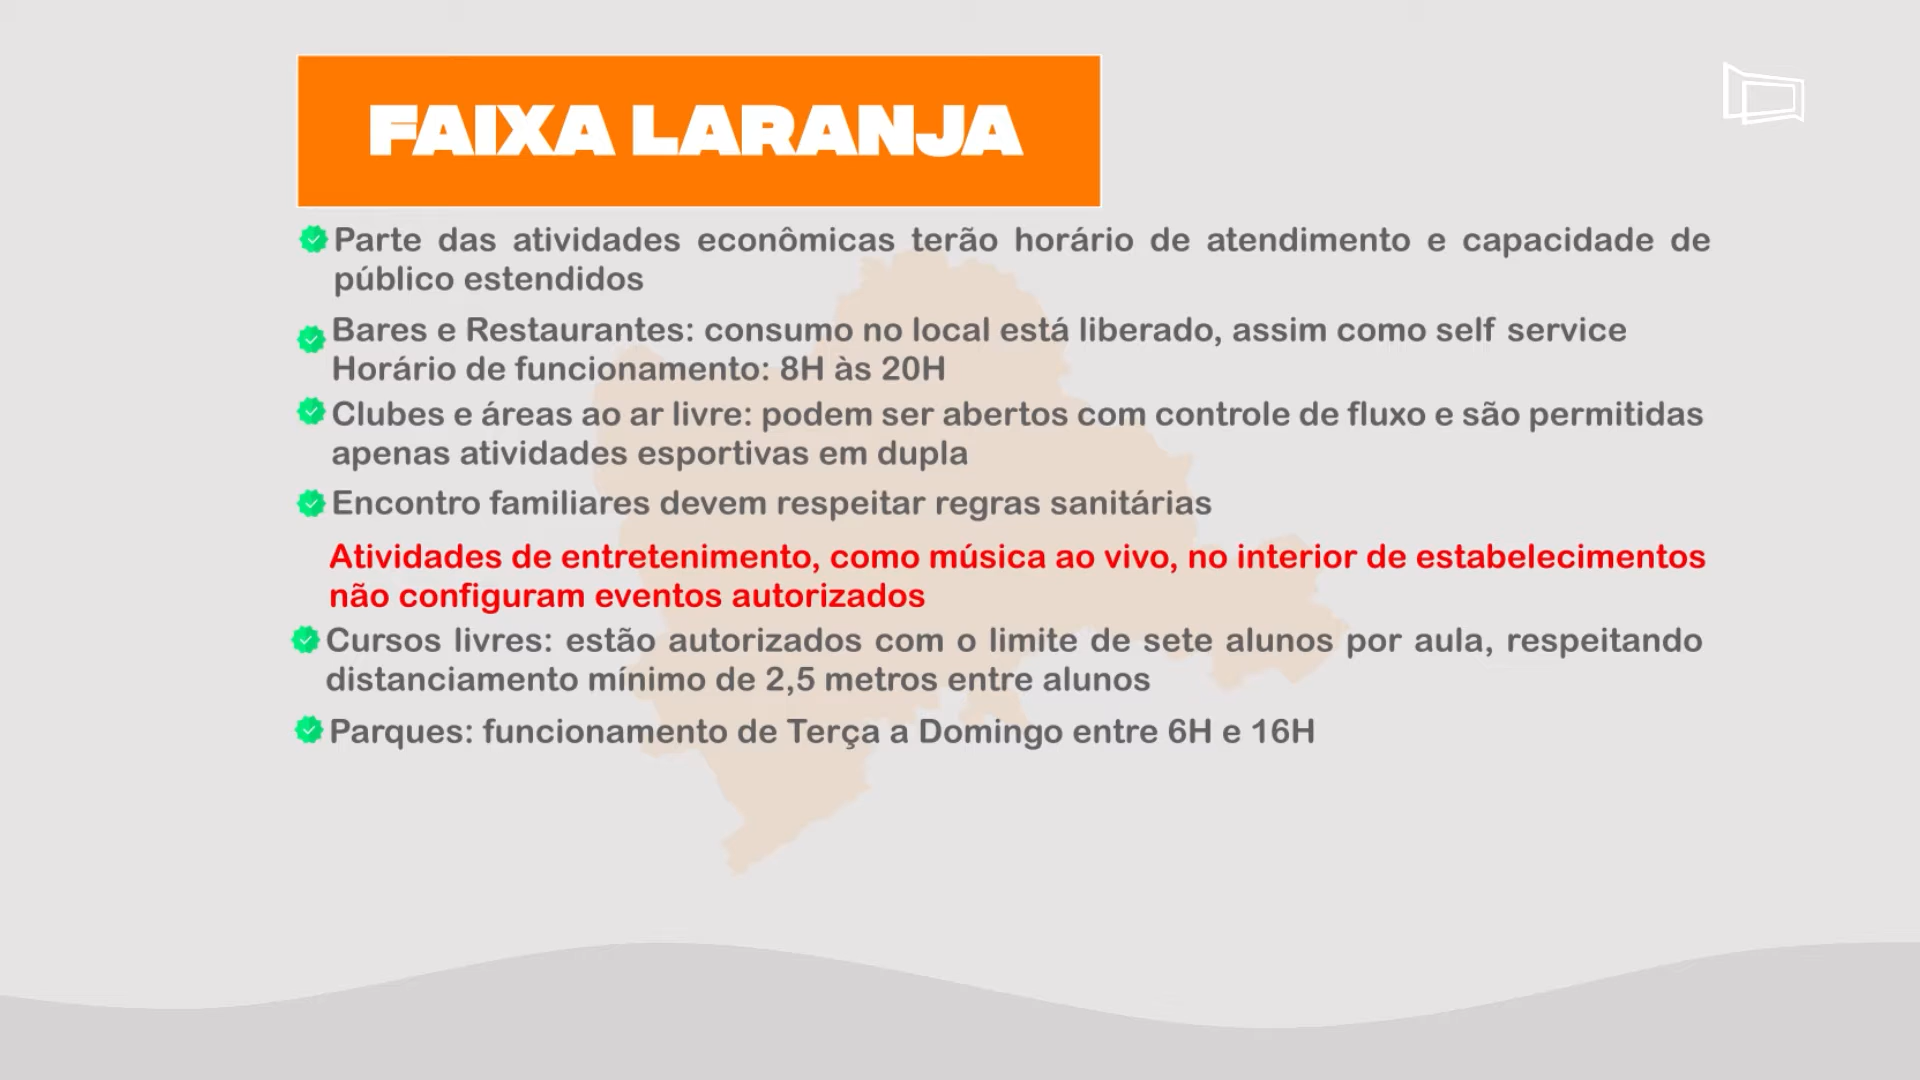 FAIXA LARANJA
Parte das atividades econômicas terão horário de atendimento e capacidade de
público estendidos
Bares e Restaurantes: consumo no local está liberado, assim como self service
Horário de funcionamento: 8H às 20H
Clubes e áreas ao ar livre: podem ser abertos com controle de fluxo e são permitidas
apenas atividades esportivas em dupla
Encontro familiares devem respeitar regras sanitárias
Atividades de entretenimento, como música ao vivo, no interior de estabelecimentos
não configuram eventos autorizados
Cursos livres: estão autorizados com o limite de sete alunos por aula, respeitando
distanciamento mínimo de 2,5 metros entre alunos
Parques: funcionamento de Terça a Domingo entre 6H e 16H